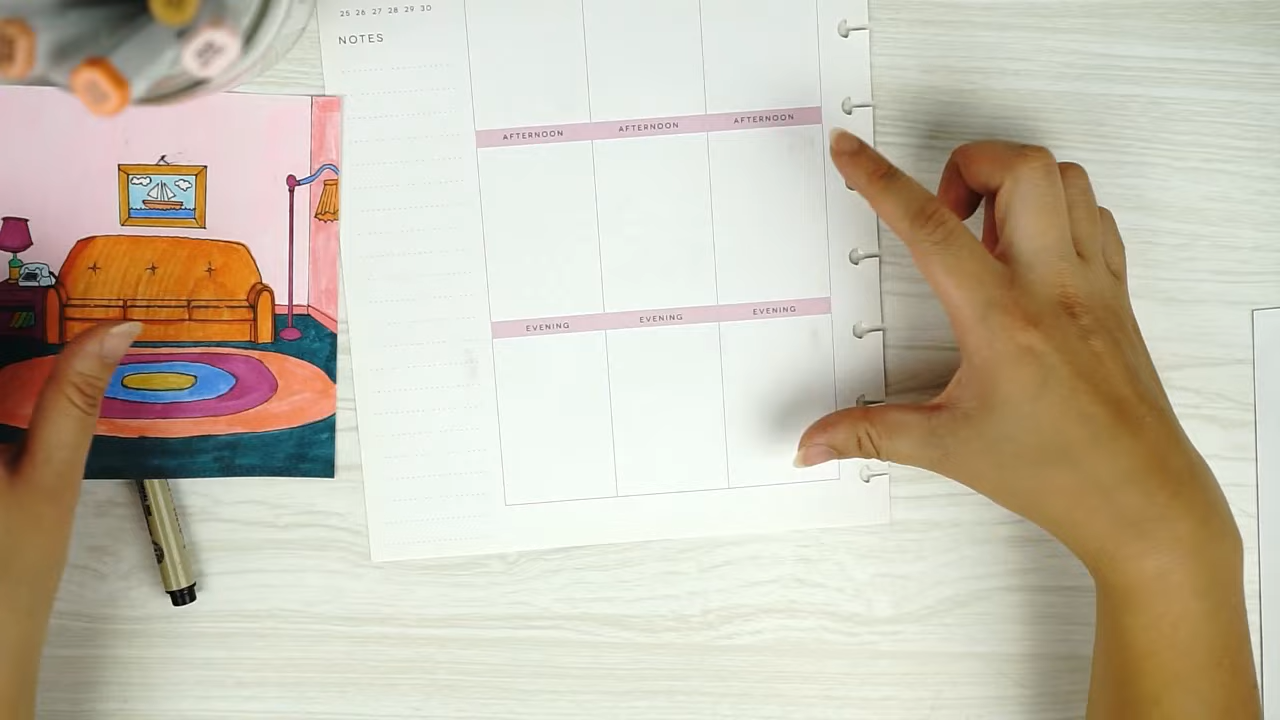 25 26 27 28 29 30
NOTES
AFTERNOON AFTERNOON AFTERNOON
EVENING EVENING EVENING